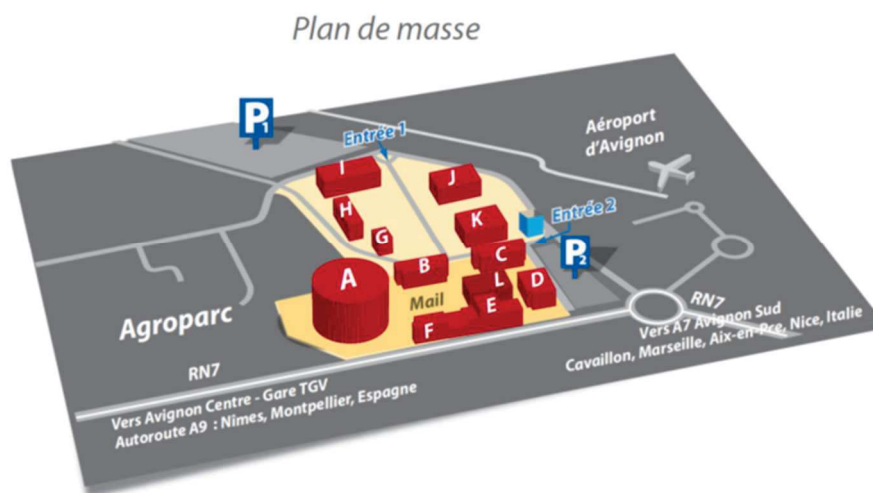 Plan de masse
P1
Entrée 1
Aéroport
d'Avignon
I
J
H
G
K
Entrée 2
P2
A
B
C
L
D
E
Mail
F
Agroparc
RN7
Vers A7 Avignon Sud
Cavaillon, Marseille, Aix-en-Pce, Nice, Italie
RN7
Vers Avignon Centre - Gare TGV
Autoroute A9 : Nîmes, Montpellier, Espagne